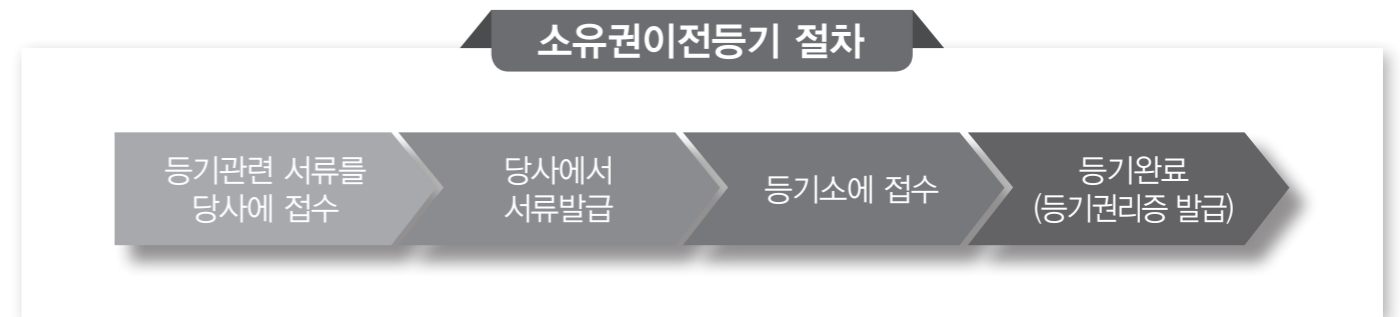 소유권이전등기 절차
등기관련 서류를
당사에 접수
당사에서
서류발급
등기소에 접수
등기완료
(등기권리증 발급)